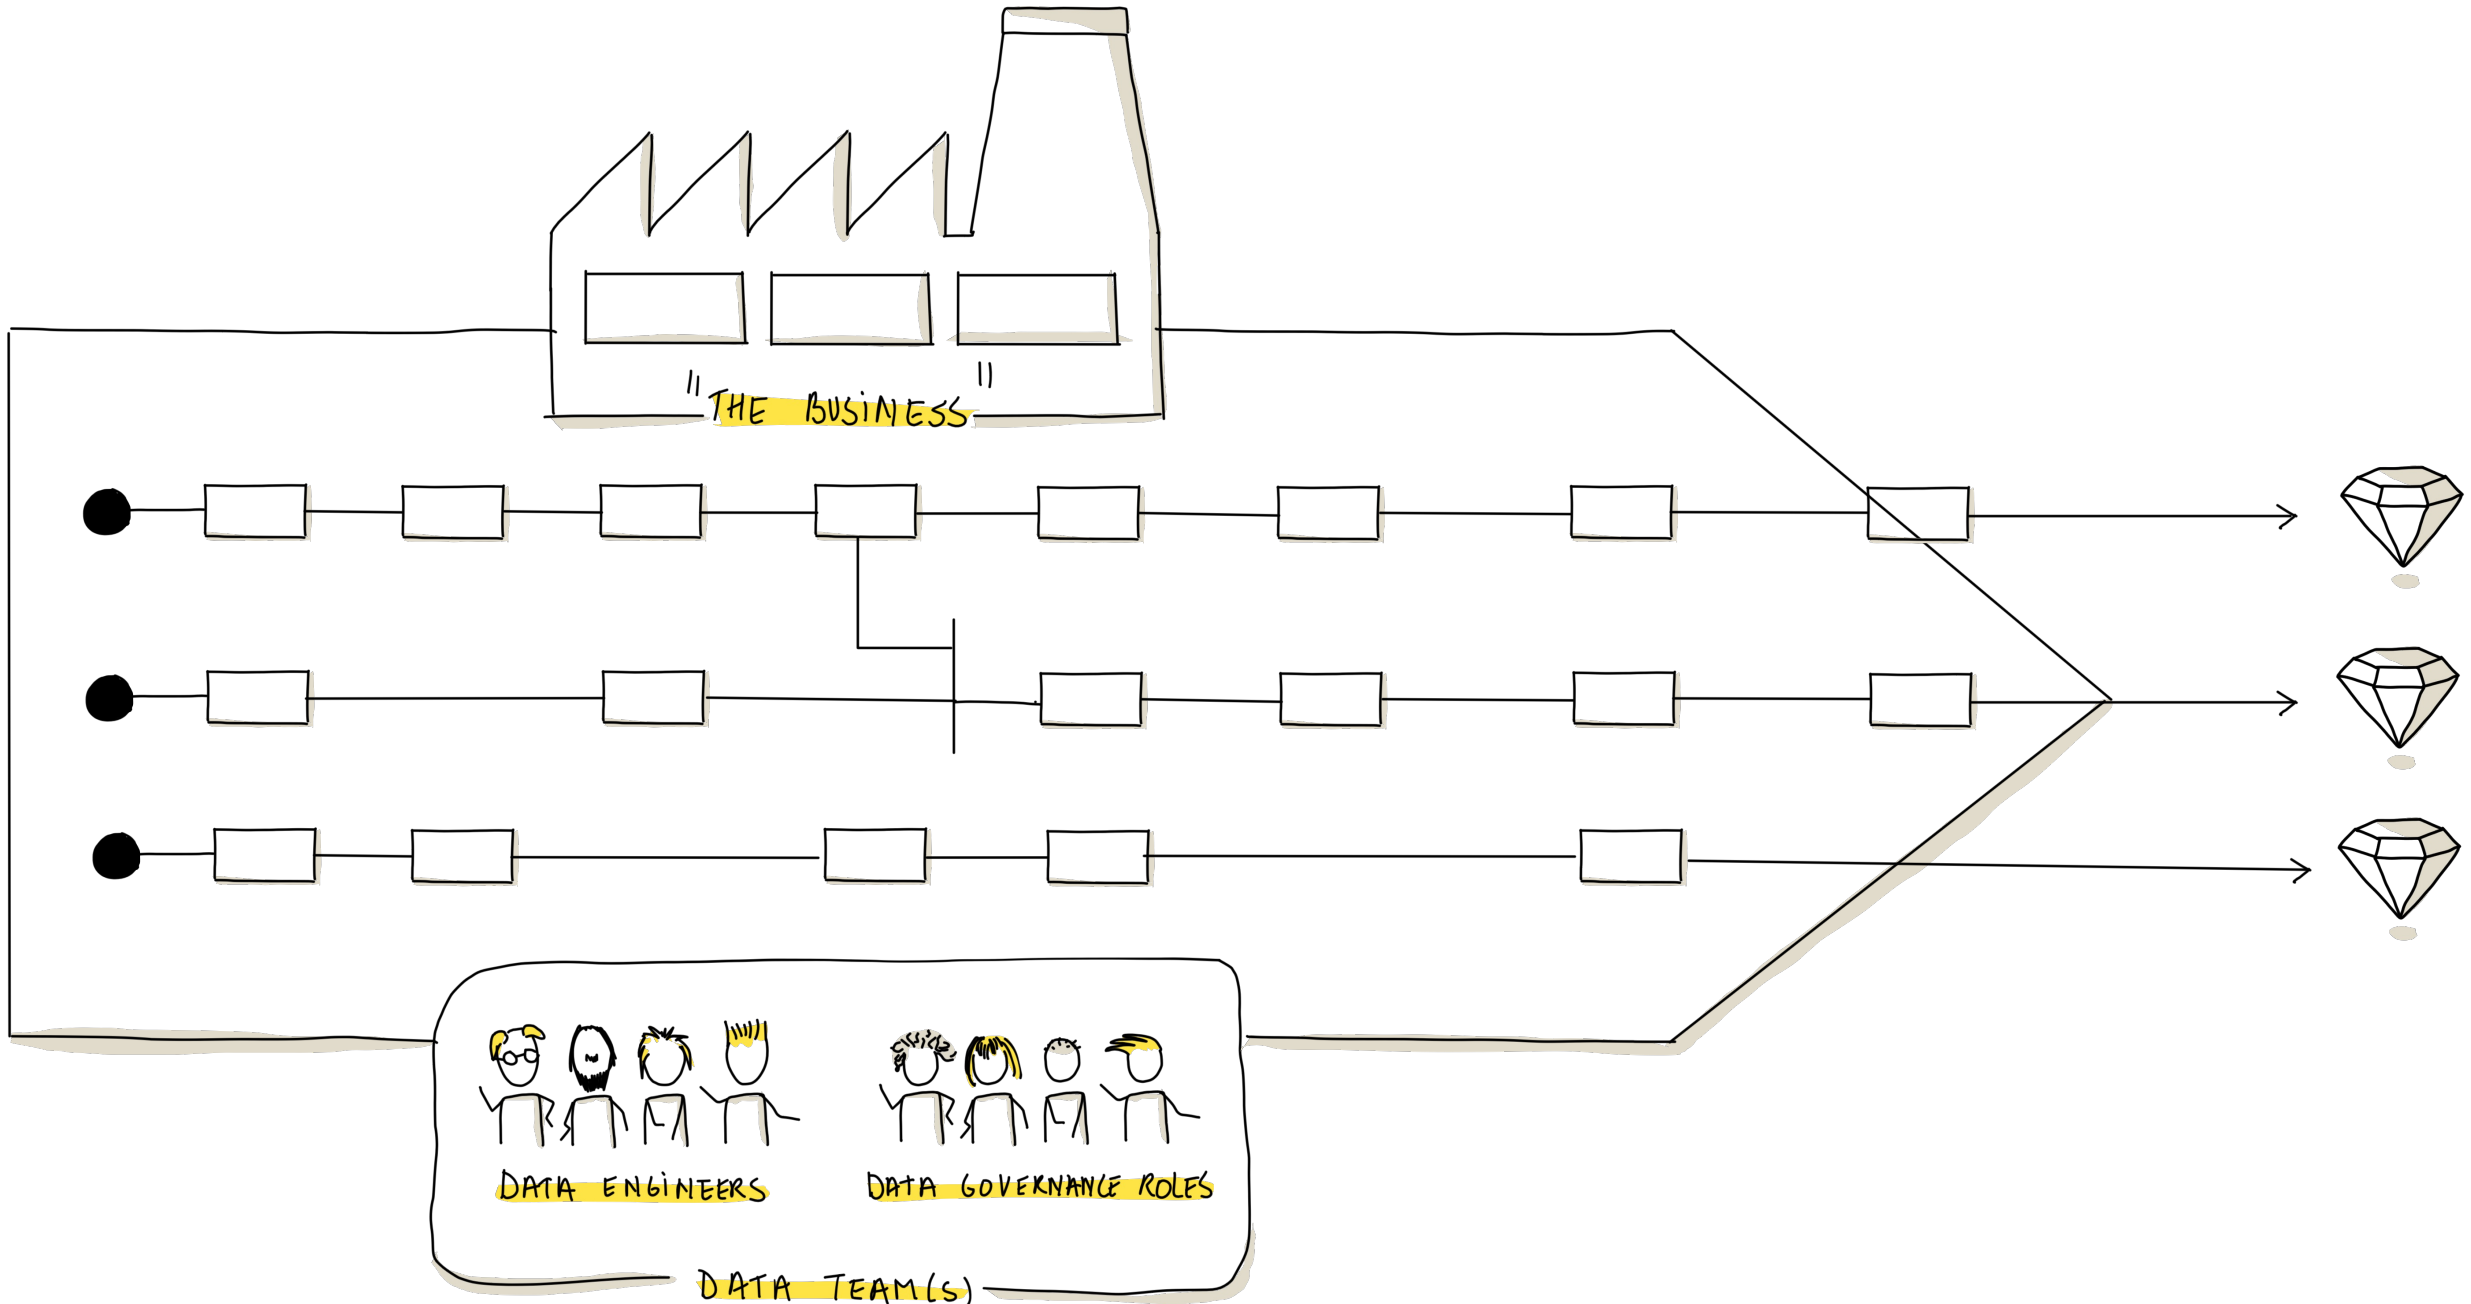 "THE BUSiNESS"
DATA ENGiNEERS
DATA GOVERNANCE ROLES
DATA TEAM(S)